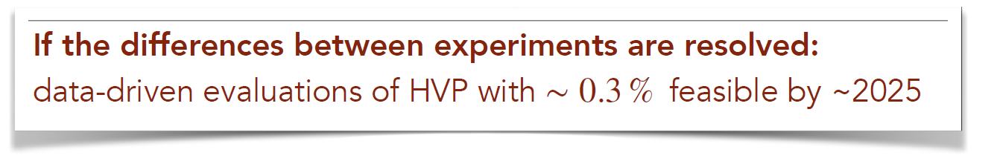 If the differences between experiments are resolved:
data-driven evaluations of HVP with ∼ 0.3 % feasible by ~2025